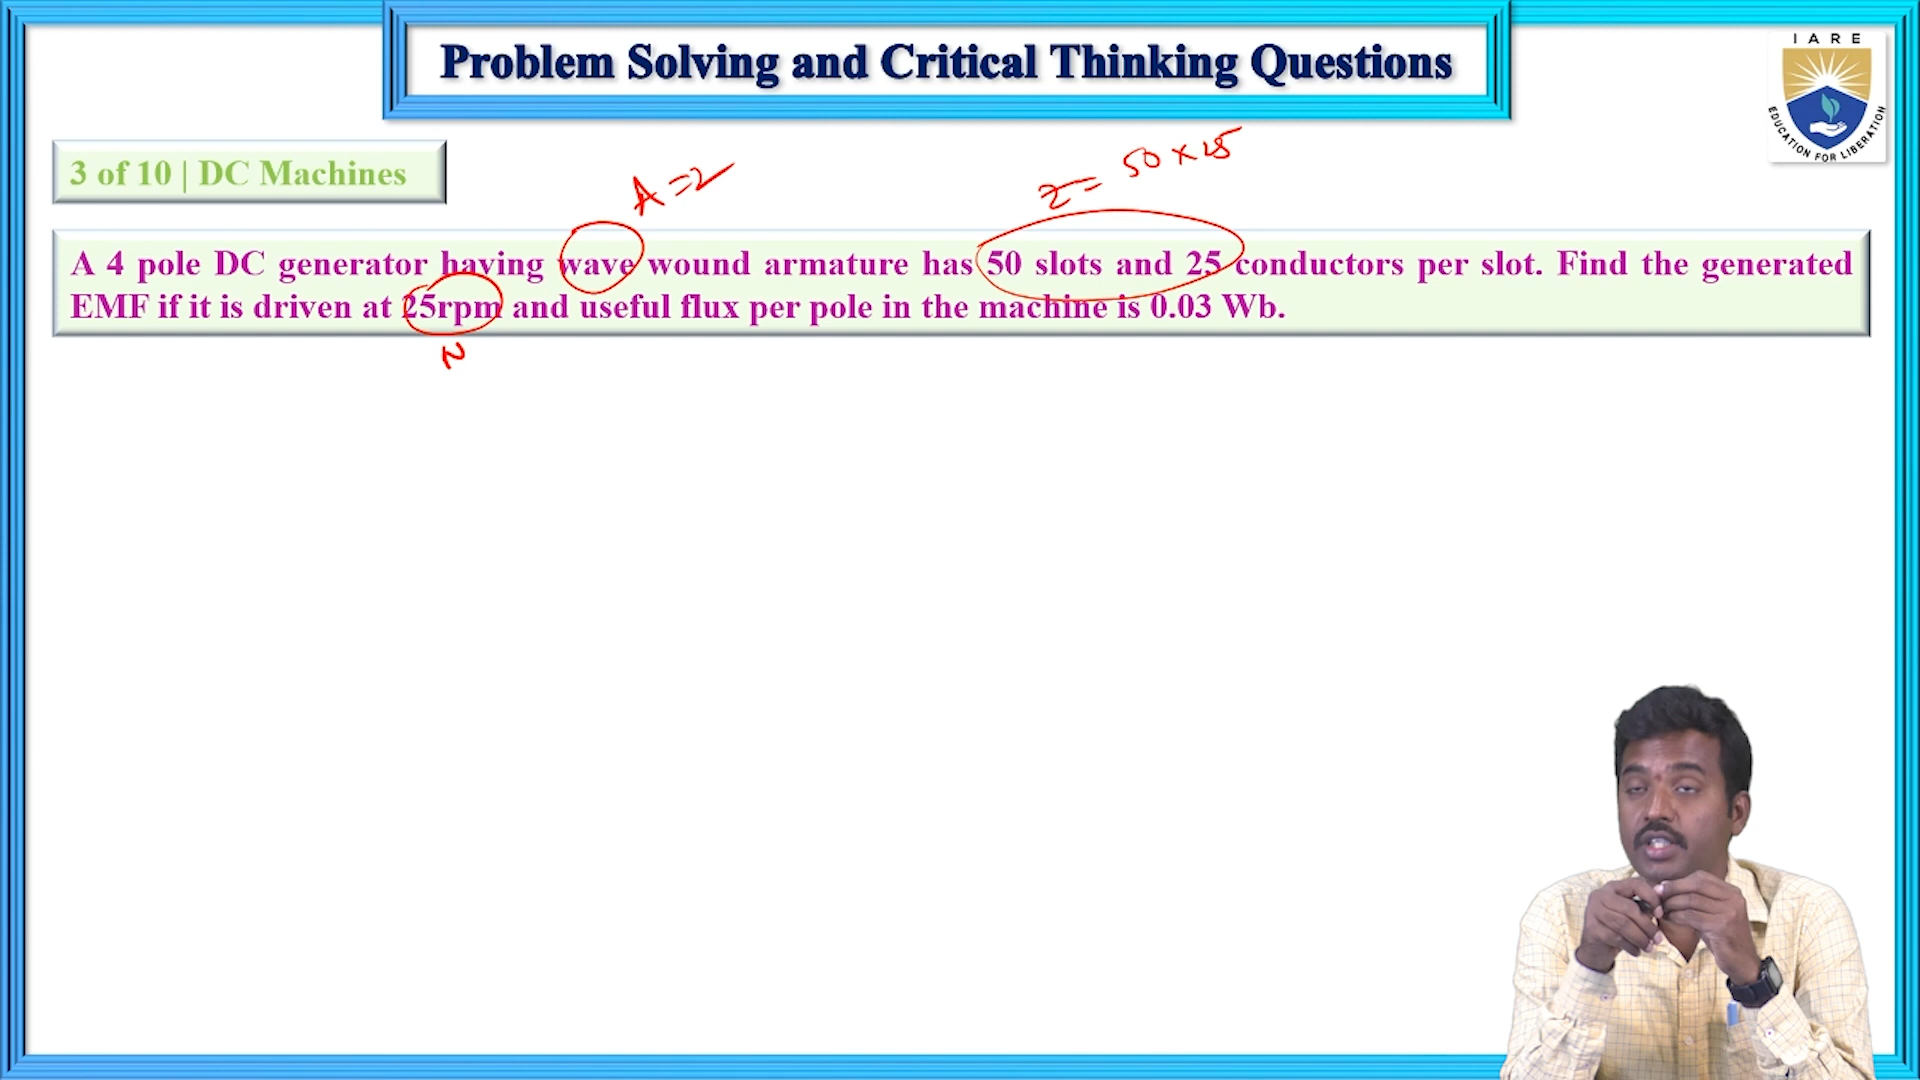 Problem Solving and Critical Thinking Questions
I A R E
EDUCATION FOR LIBERATION
3 of 10 | DC Machines
A = 2
Z = 50 × 25
A 4 pole DC generator having wave wound armature has 50 slots and 25 conductors per slot. Find the generated
EMF if it is driven at 25rpm and useful flux per pole in the machine is 0.03 Wb.
N